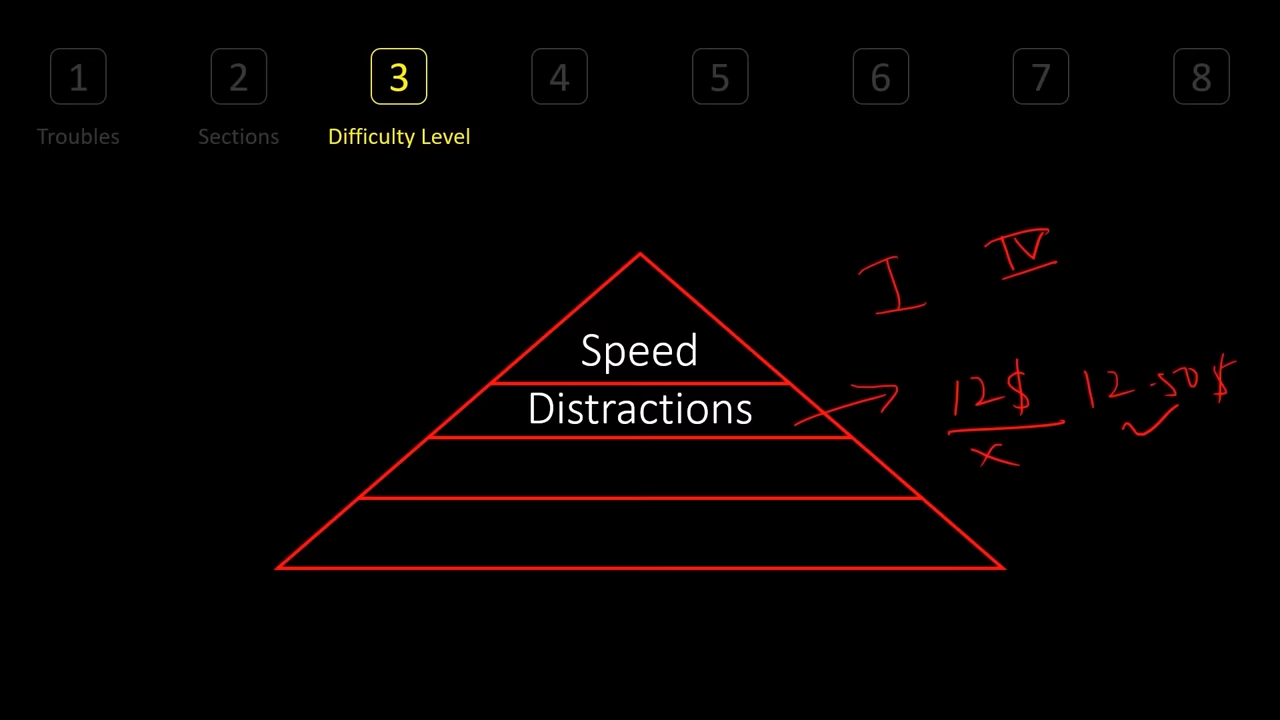 1 2 3 4 5 6 7 8
Troubles Sections Difficulty Level
I IV
Speed
12$ 12.50$
Distractions
x